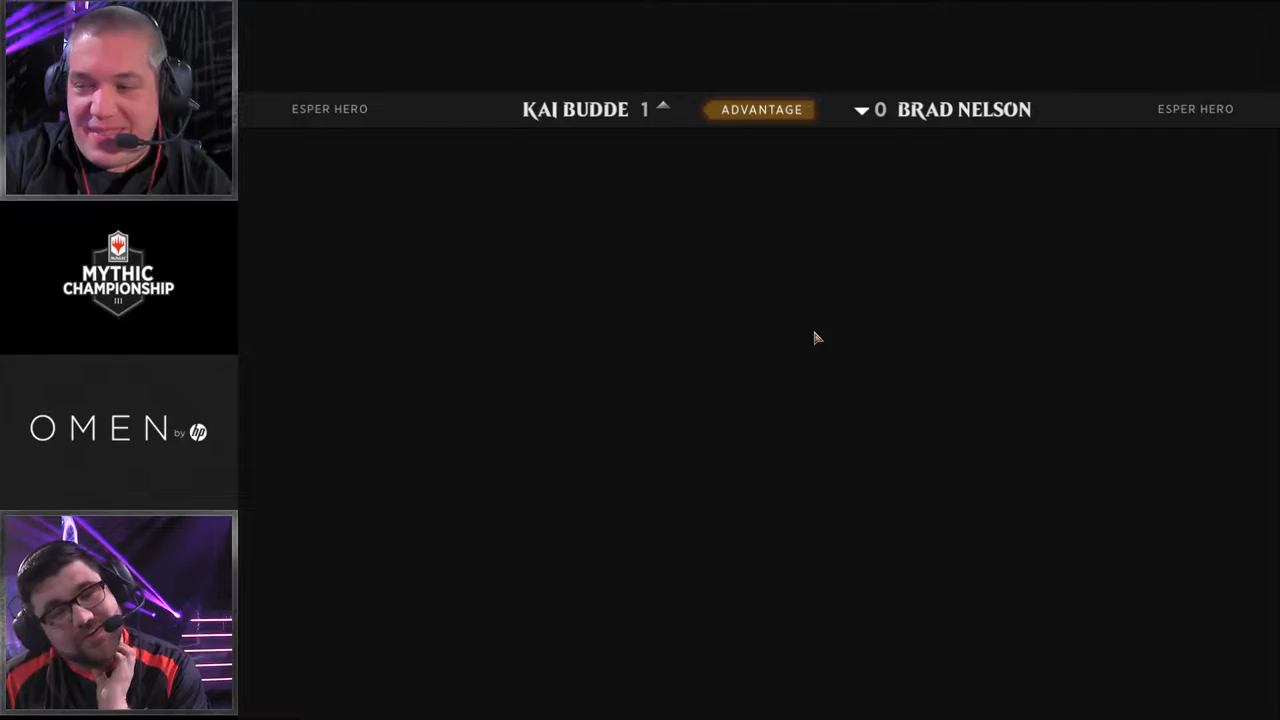 ESPER HERO KAI BUDDE 1 ADVANTAGE 0 BRAD NELSON ESPER HERO
MYTHIC
CHAMPIONSHIP
III
OMEN by hp